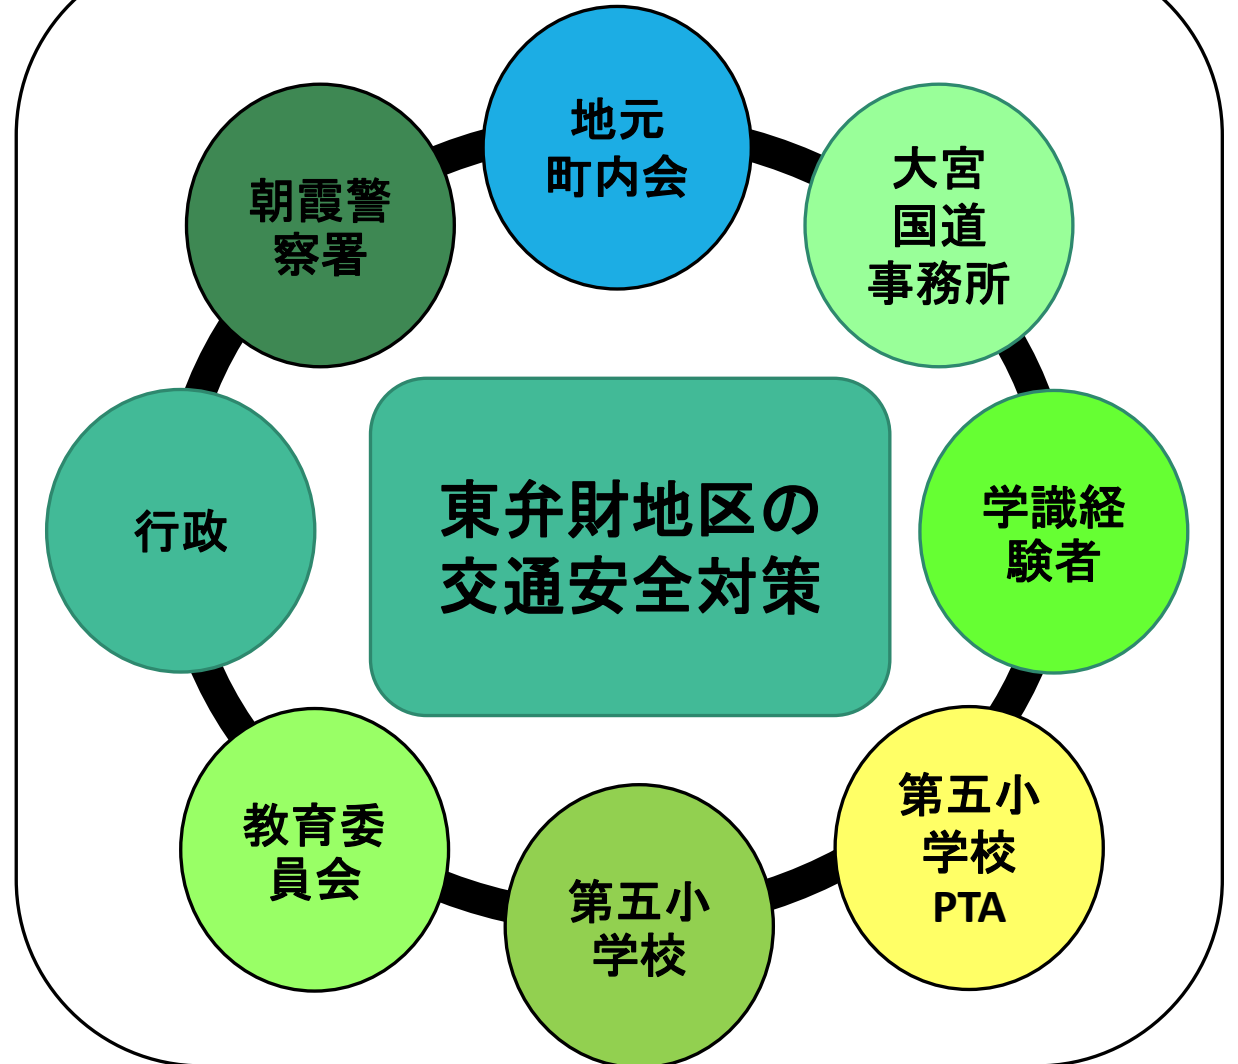 地元
町内会
大宮
国道
事務所
朝霞警
察署
学識経
験者
行政
東弁財地区の
交通安全対策
第五小
学校
PTA
教育委
員会
第五小
学校